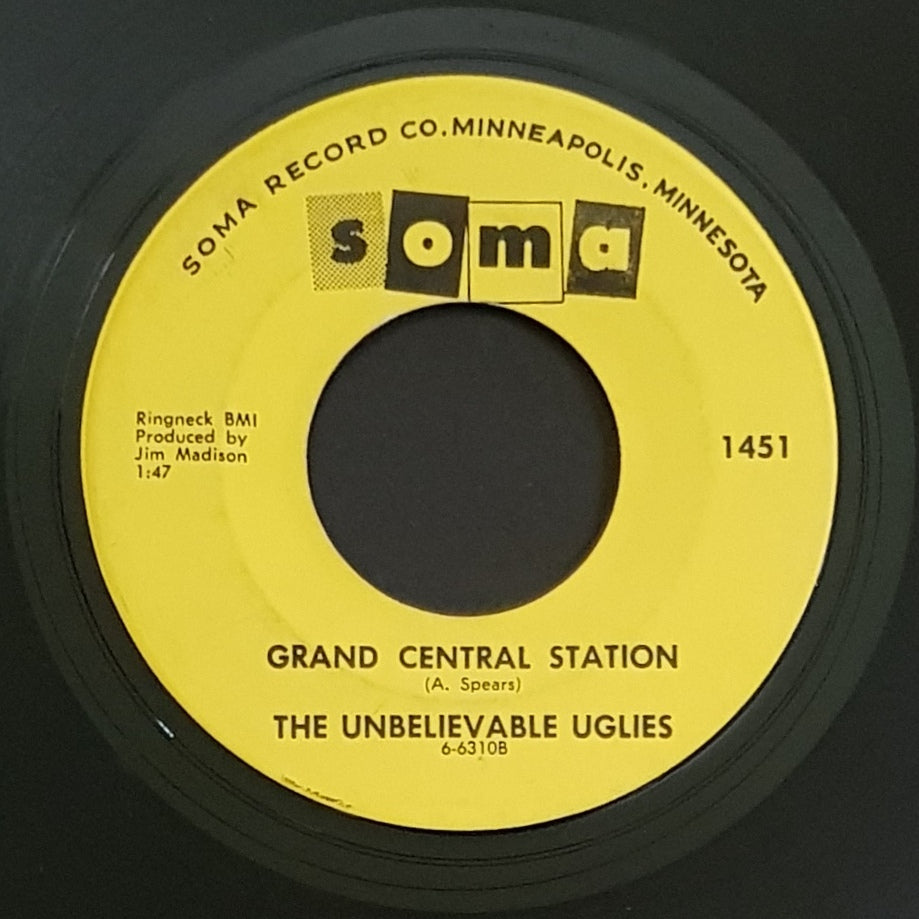 SOMA RECORD CO. MINNEAPOLIS, MINNESOTA
soma
Ringneck BMI
Produced by
Jim Madison
1:47
1451
GRAND CENTRAL STATION
(A. Spears)
THE UNBELIEVABLE UGLIES
6-6310B